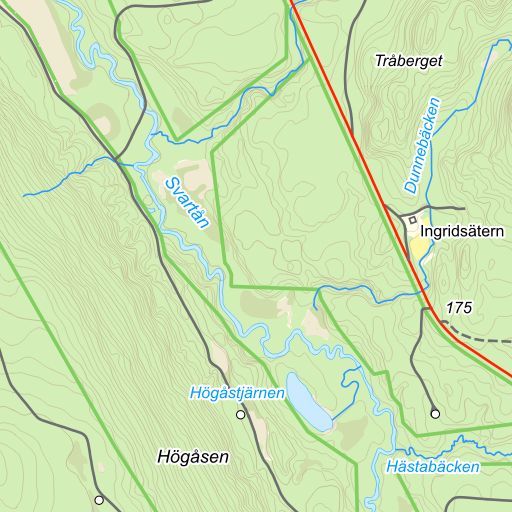 Tråberget
Dunnebäcken
Svartån
Ingridsätern
175
Högåstjärnen
Högåsen
Hästabäcken